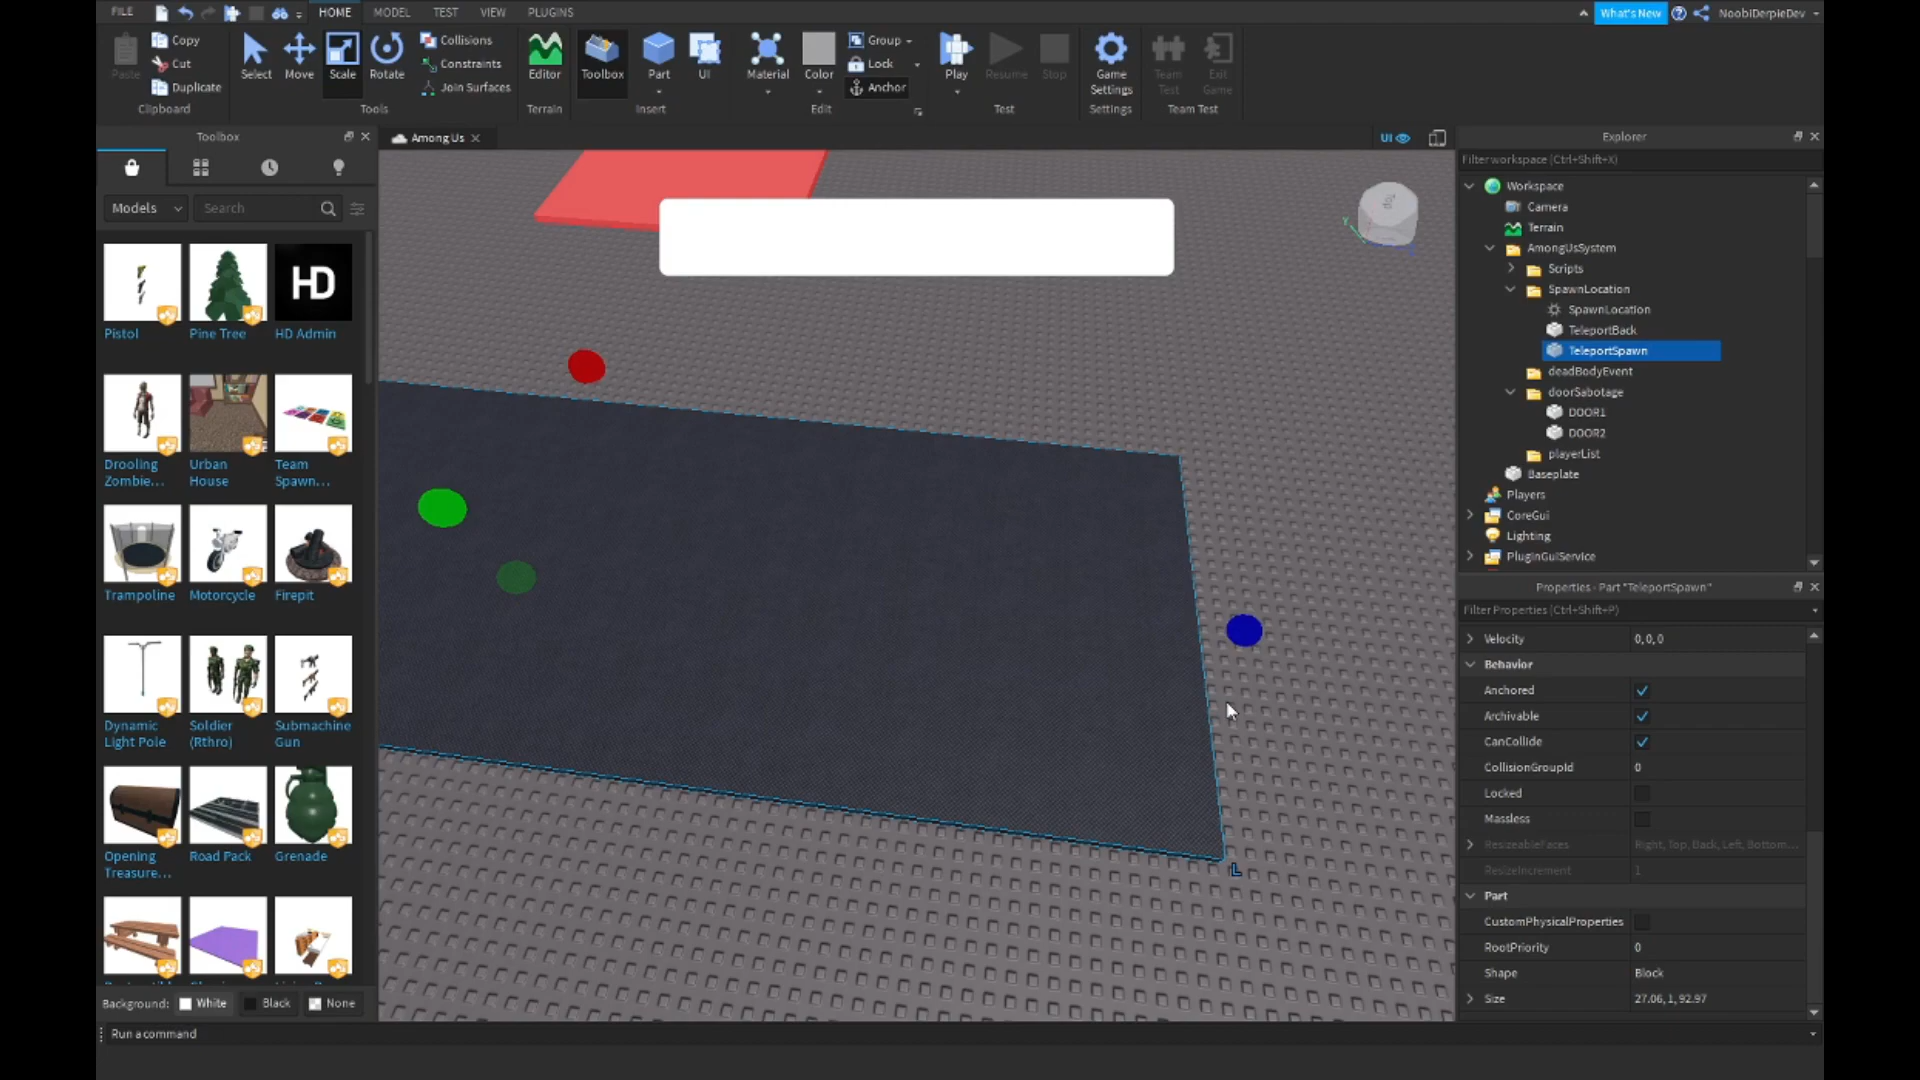 FILE HOME MODEL TEST VIEW PLUGINS What's New NoobiDerpieDev
Copy Collisions Group
Cut Constraints Lock
Paste Duplicate Select Move Scale Rotate Join Surfaces Editor Toolbox Part UI Material Color Anchor Play Resume Stop Game Settings Team Test Exit Game
Clipboard Tools Terrain Insert Edit Test Settings Team Test
Toolbox
Among Us
UI
Models Search
Pistol Pine Tree HD Admin
HD
Drooling Zombie... Urban House Team Spawn...
Trampoline Motorcycle Firepit
Dynamic Light Pole Soldier (Rthro) Submachine Gun
Opening Treasure... Road Pack Grenade
Background: White Black None
Run a command
Top
Y
L
Explorer
Filter workspace (Ctrl+Shift+X)
Workspace
Camera
Terrain
AmongUsSystem
Scripts
SpawnLocation
SpawnLocation
TeleportBack
TeleportSpawn
deadBodyEvent
doorSabotage
DOOR1
DOOR2
playerList
Baseplate
Players
CoreGui
Lighting
PluginGuiService
Properties - Part "TeleportSpawn"
Filter Properties (Ctrl+Shift+P)
Velocity 0, 0, 0
Behavior
Anchored
Archivable
CanCollide
CollisionGroupId 0
Locked
Massless
ResizeableFaces Right, Top, Back, Left, Bottom...
ResizeIncrement 1
Part
CustomPhysicalProperties
RootPriority 0
Shape Block
Size 27.06, 1, 92.97